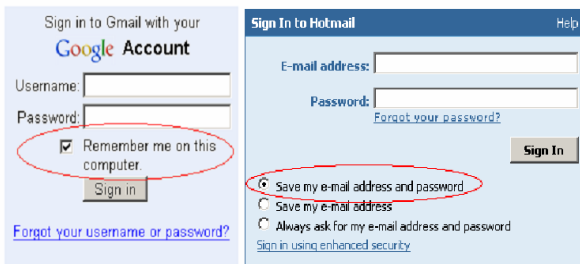 Sign in to Gmail with your
Google Account
Username:
Password:
Remember me on this
computer.
Sign in
Forgot your username or password?
Sign In to Hotmail
Help
E-mail address:
Password:
Forgot your password?
Sign In
Save my e-mail address and password
Save my e-mail address
Always ask for my e-mail address and password
Sign in using enhanced security